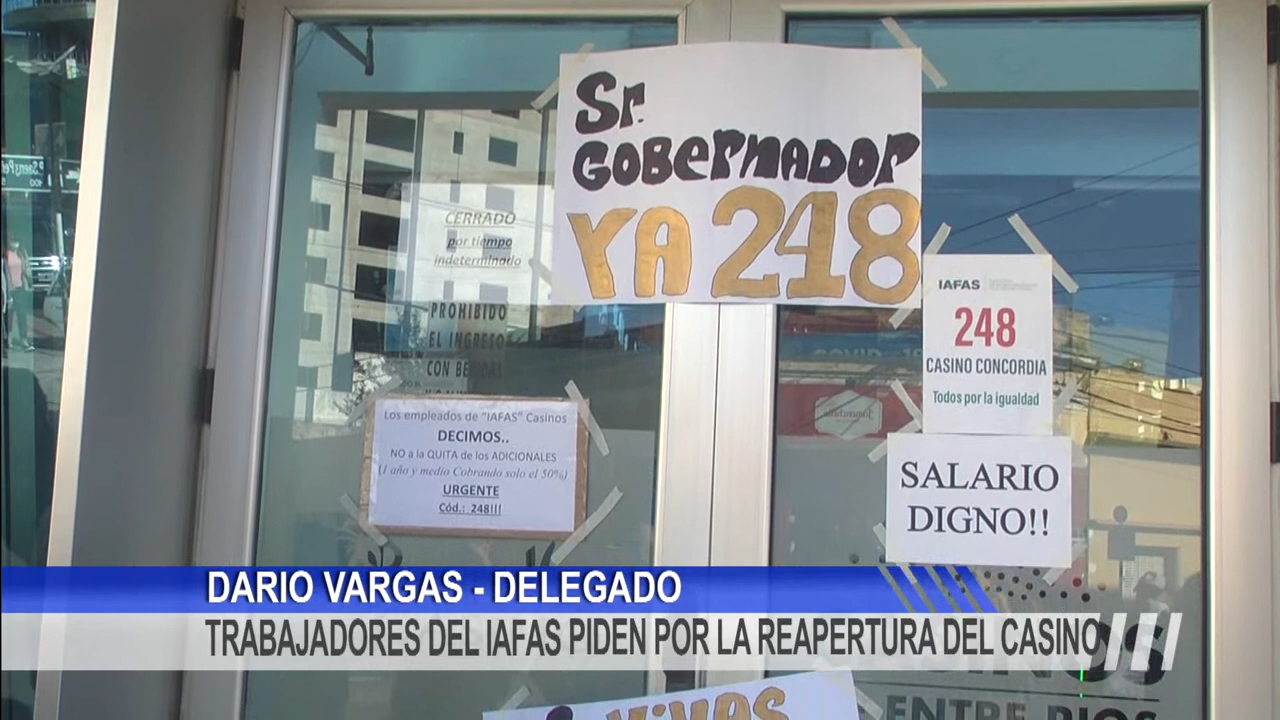 Sr.
GOBERNADOR
YA 248
CERRADO
por tiempo
indeterminado
PROHIBIDO
EL INGRESO
CON BEBIDAS
IAFAS
248
CASINO CONCORDIA
Todos por la igualdad
Los empleados de "IAFAS" Casinos
DECIMOS..
NO a la QUITA de los ADICIONALES
(1 año y medio Cobrando solo el 50%)
URGENTE
Cód.: 248!!!
SALARIO
DIGNO!!
DARIO VARGAS - DELEGADO
TRABAJADORES DEL IAFAS PIDEN POR LA REAPERTURA DEL CASINO
ENTRE RIOS